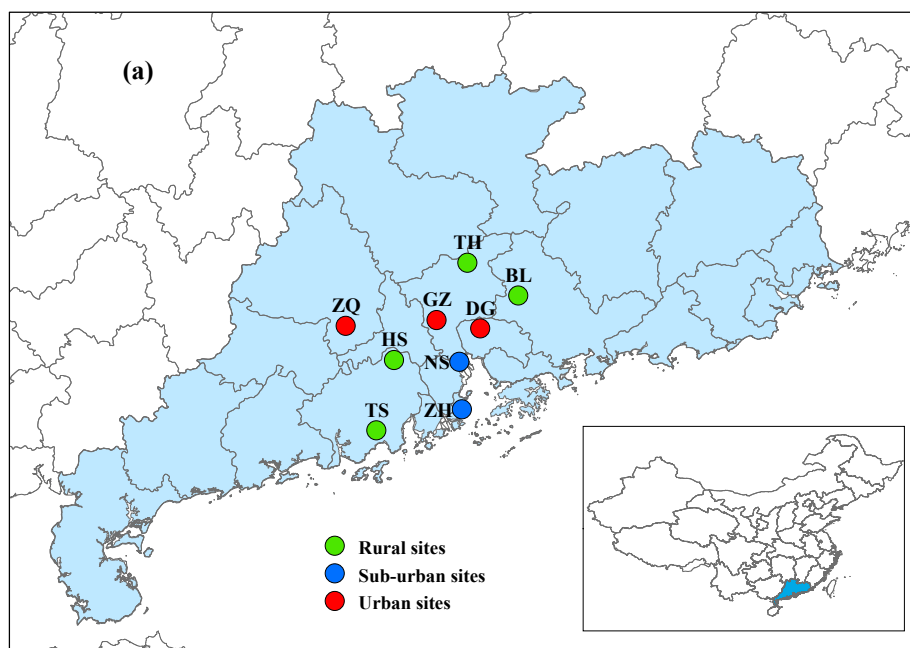 (a)
TH
BL
ZQ
GZ
DG
HS
NS
TS
ZH
Rural sites
Sub-urban sites
Urban sites